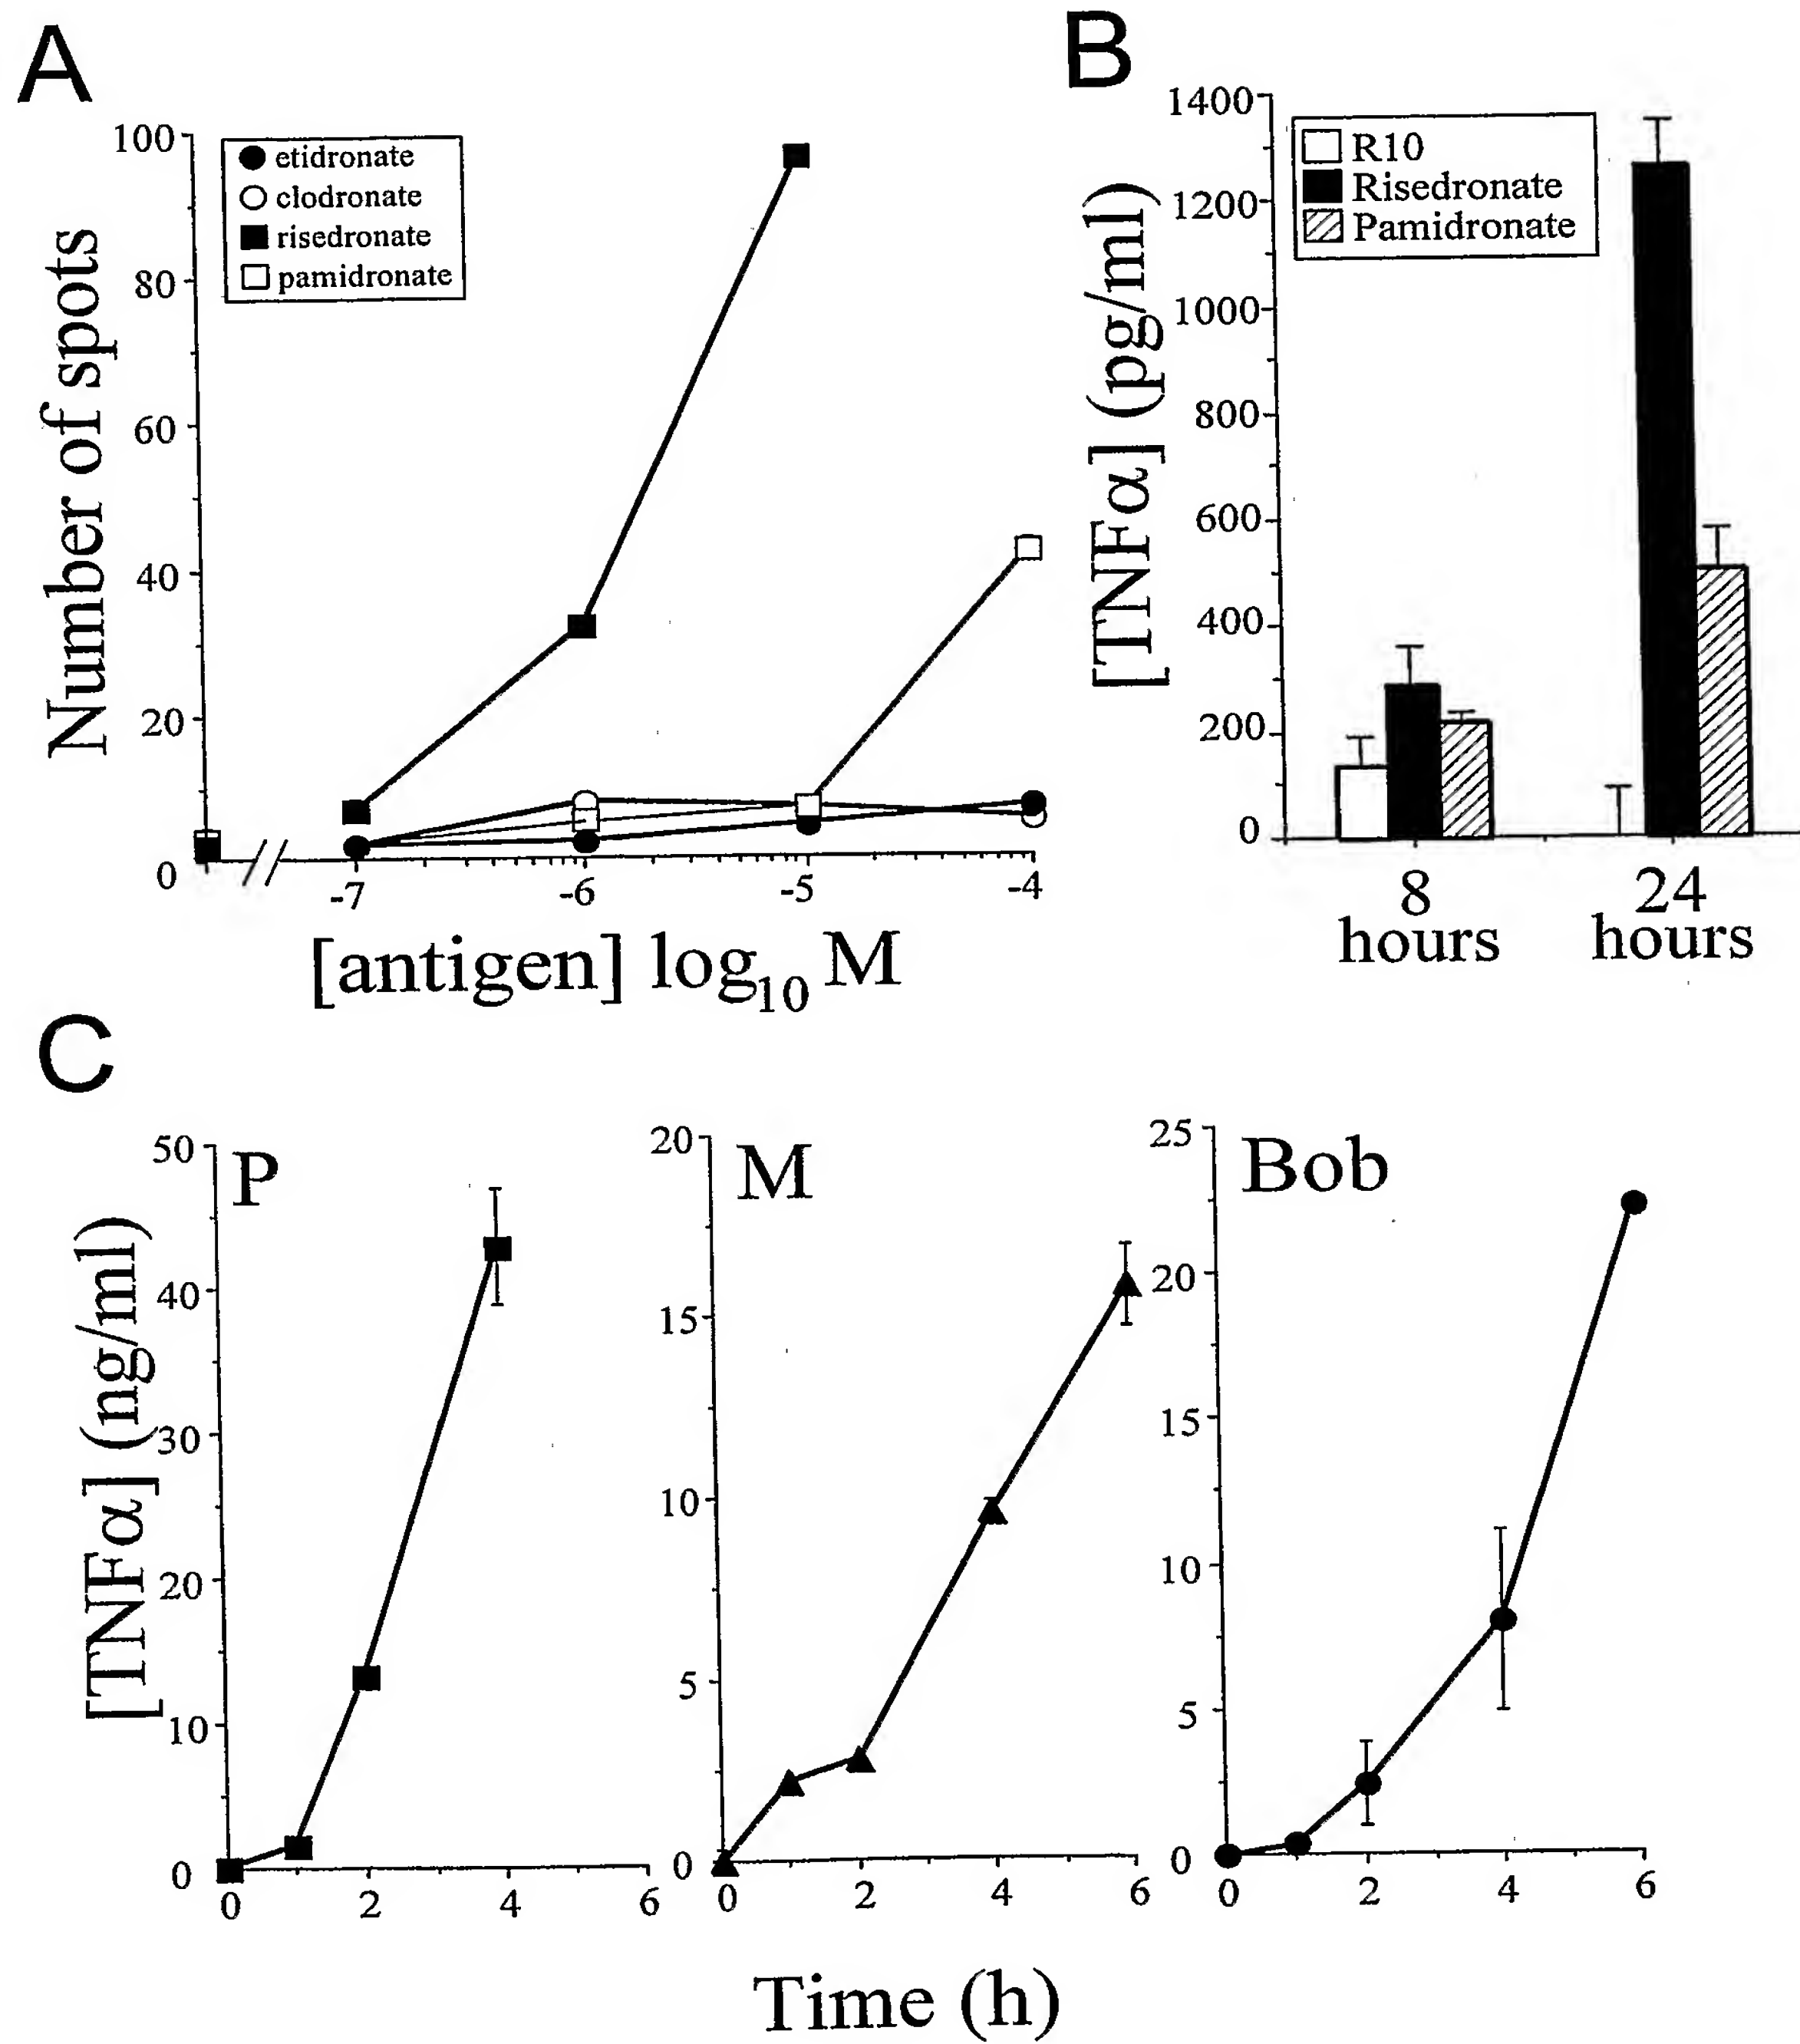 A
100
80
60
40
20
0
Number of spots
etidronate
clodronate
risedronate
pamidronate
-7
-6
-5
-4
[antigen] log10 M
B
1400
1200
1000
800
600
400
200
0
[TNFα] (pg/ml)
R10
Risedronate
Pamidronate
8
hours
24
hours
C
[TNFα] (ng/ml)
P
50
40
30
20
10
0
0
2
4
6
M
20
15
10
5
0
0
2
4
6
Bob
25
20
15
10
5
0
0
2
4
6
Time (h)